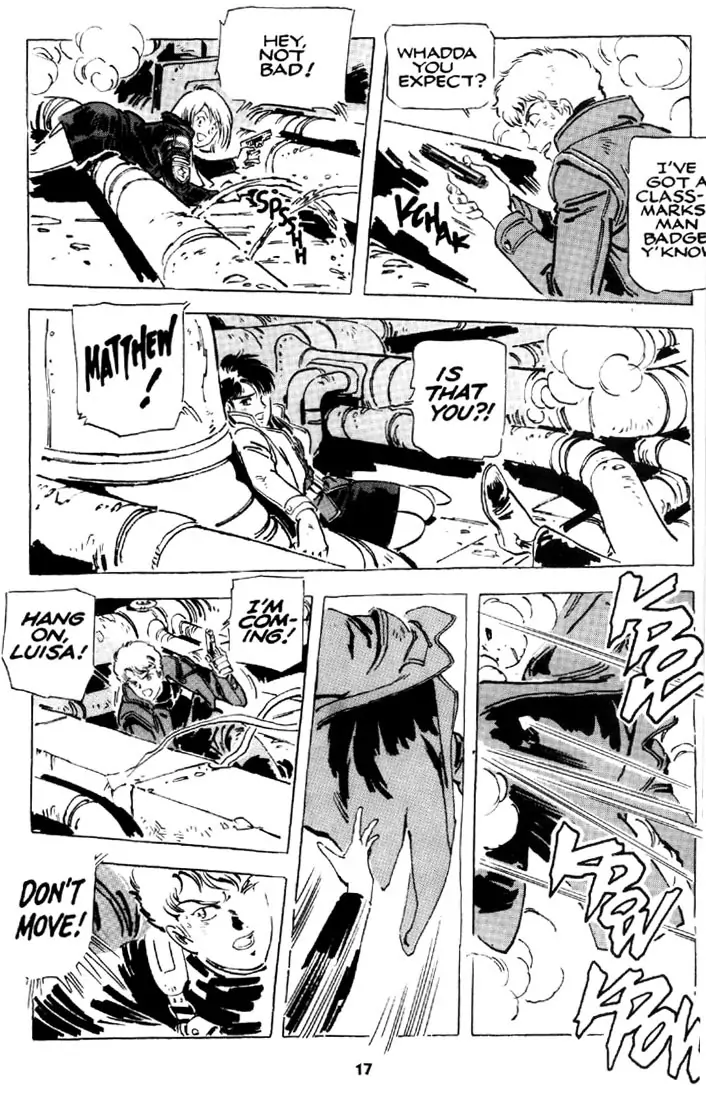 HEY,
NOT
BAD!
WHADDA
YOU
EXPECT?
I'VE
GOT A
CLASS-
MARKS-
MAN
BADGE
Y'KNOW
SPSSHH
KCHAK
MATTHEW
!
IS
THAT
YOU?!
HANG
ON,
LUISA!
I'M
COM-
ING!
KPOW
KPOW
KPOW
DON'T
MOVE!
17